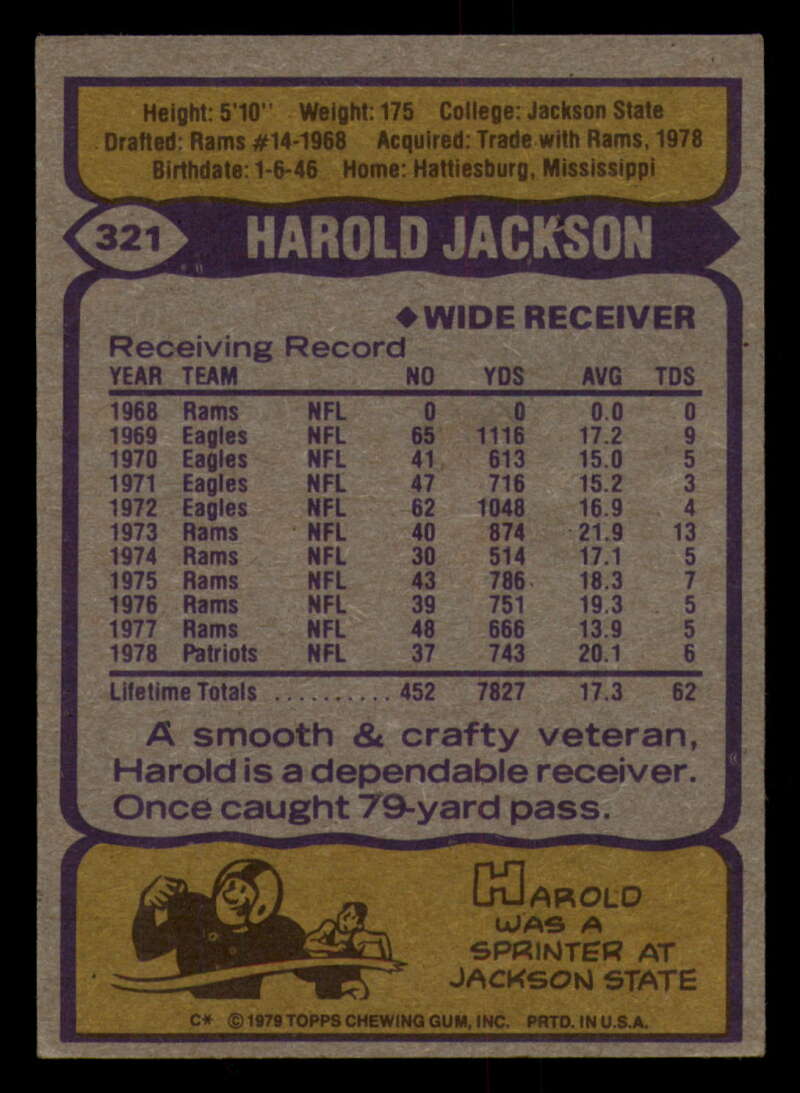 Height: 5'10'' Weight: 175 College: Jackson State
Drafted: Rams #14-1968 Acquired: Trade with Rams, 1978
Birthdate: 1-6-46 Home: Hattiesburg, Mississippi
321 HAROLD JACKSON
◆ WIDE RECEIVER
Receiving Record
YEAR TEAM NO YDS AVG TDS
1968 Rams NFL 0 0 0.0 0
1969 Eagles NFL 65 1116 17.2 9
1970 Eagles NFL 41 613 15.0 5
1971 Eagles NFL 47 716 15.2 3
1972 Eagles NFL 62 1048 16.9 4
1973 Rams NFL 40 874 21.9 13
1974 Rams NFL 30 514 17.1 5
1975 Rams NFL 43 786 18.3 7
1976 Rams NFL 39 751 19.3 5
1977 Rams NFL 48 666 13.9 5
1978 Patriots NFL 37 743 20.1 6
Lifetime Totals .......... 452 7827 17.3 62
A smooth & crafty veteran,
Harold is a dependable receiver.
Once caught 79-yard pass.
HAROLD
WAS A
SPRINTER AT
JACKSON STATE
C* © 1979 TOPPS CHEWING GUM, INC. PRTD. IN U.S.A.